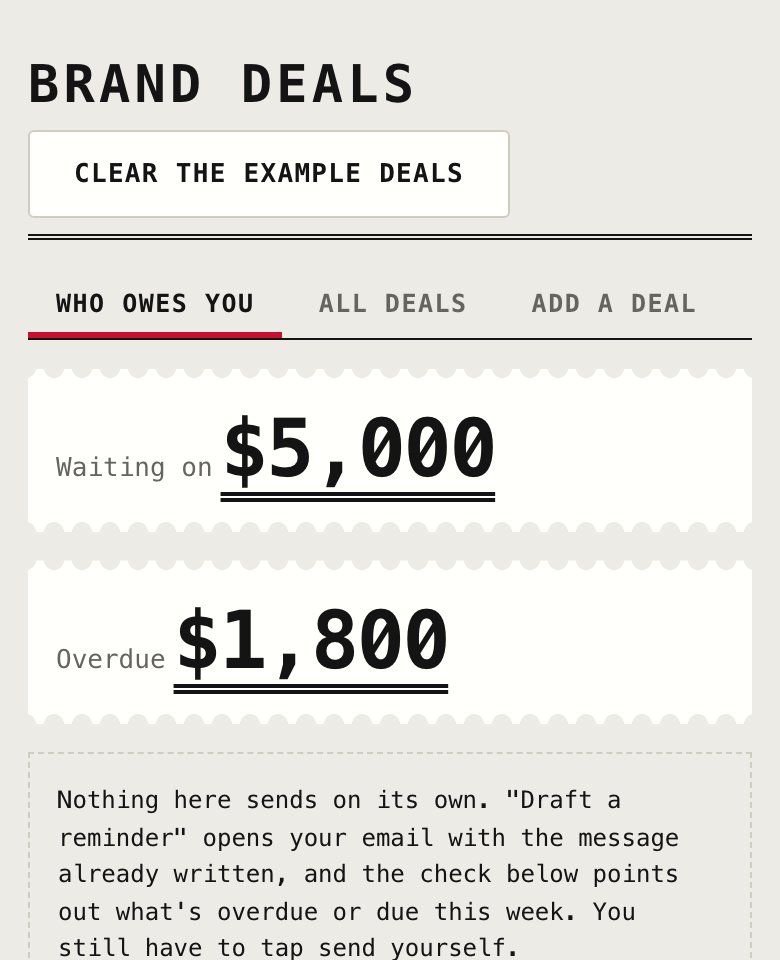 BRAND DEALS
CLEAR THE EXAMPLE DEALS
WHO OWES YOU ALL DEALS ADD A DEAL
Waiting on $5,000
Overdue $1,800
Nothing here sends on its own. "Draft a
reminder" opens your email with the message
already written, and the check below points
out what's overdue or due this week. You
still have to tap send yourself.